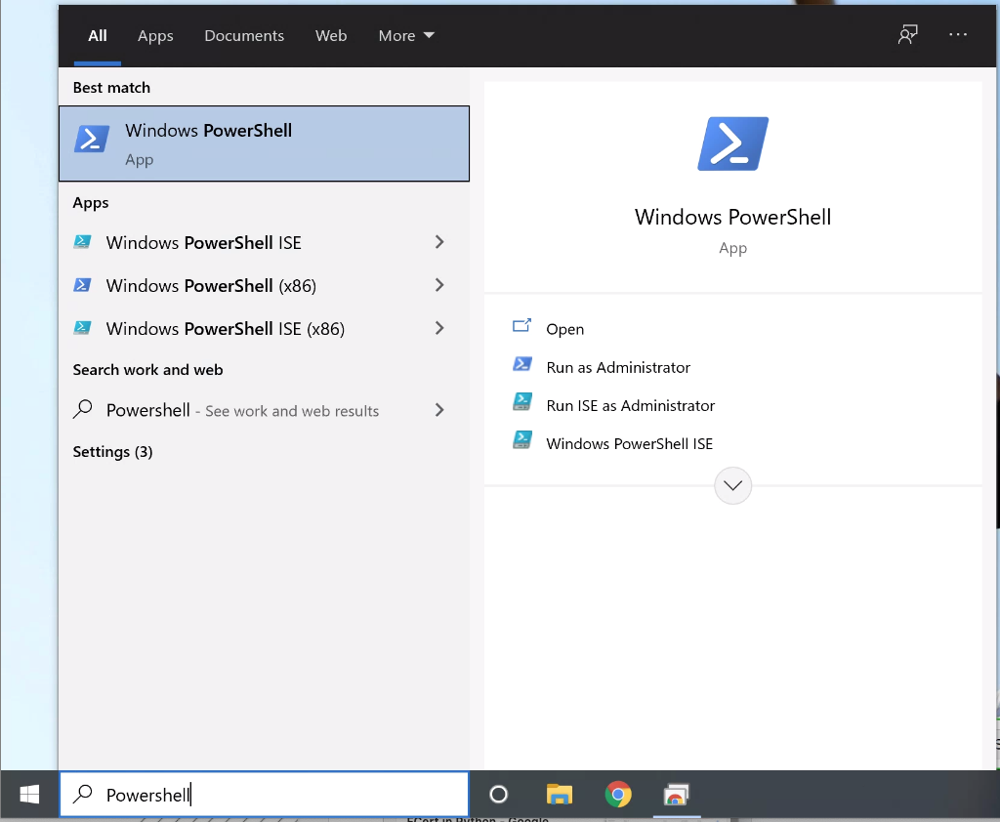 All Apps Documents Web More
Best match
Windows PowerShell
App
Apps
Windows PowerShell ISE
Windows PowerShell (x86)
Windows PowerShell ISE (x86)
Search work and web
Powershell - See work and web results
Settings (3)
Windows PowerShell
App
Open
Run as Administrator
Run ISE as Administrator
Windows PowerShell ISE
Powershell